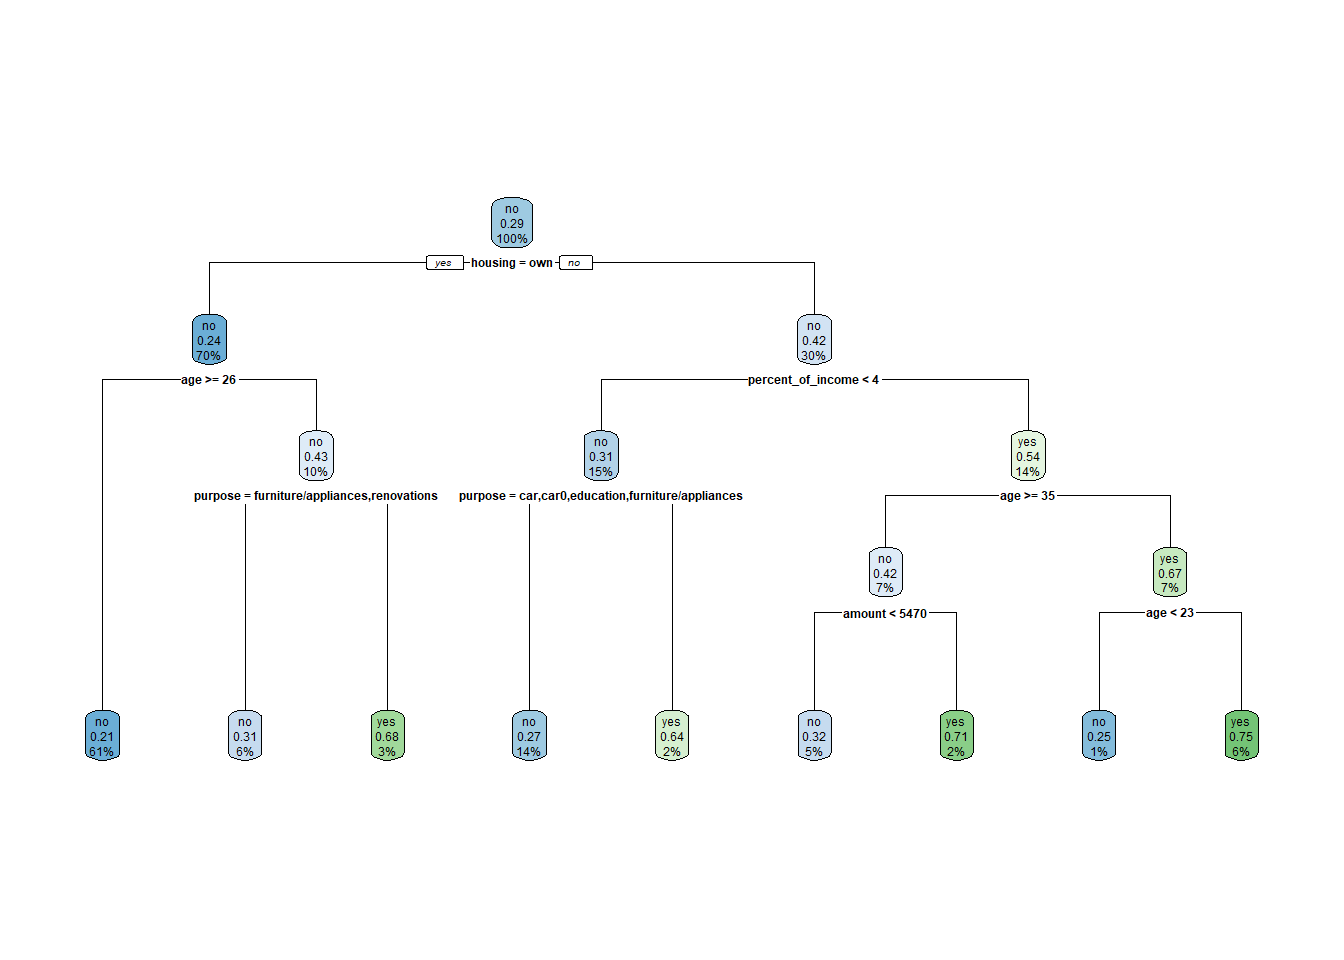 no
0.29
100%
yes housing = own no
no
0.24
70%
no
0.42
30%
age >= 26
percent_of_income < 4
no
0.43
10%
no
0.31
15%
yes
0.54
14%
purpose = furniture/appliances,renovations
purpose = car,car0,education,furniture/appliances
age >= 35
no
0.42
7%
yes
0.67
7%
amount < 5470
age < 23
no
0.21
61%
no
0.31
6%
yes
0.68
3%
no
0.27
14%
yes
0.64
2%
no
0.32
5%
yes
0.71
2%
no
0.25
1%
yes
0.75
6%